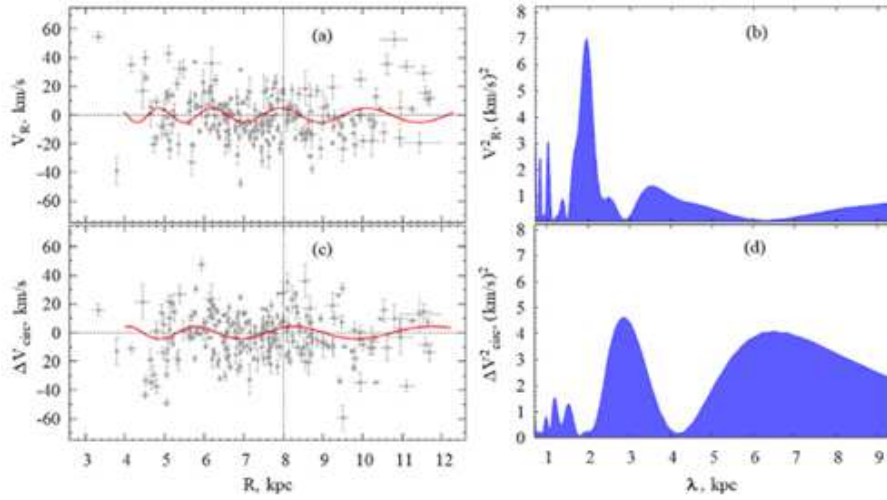 (a)
V_R, km/s
60
40
20
0
-20
-40
-60
(b)
V²_R, (km/s)²
8
7
6
5
4
3
2
1
(c)
ΔV_circ, km/s
60
40
20
0
-20
-40
-60
3 4 5 6 7 8 9 10 11 12
R, kpc
(d)
ΔV²_circ, (km/s)²
8
7
6
5
4
3
2
1
0
1 2 3 4 5 6 7 8 9
λ, kpc